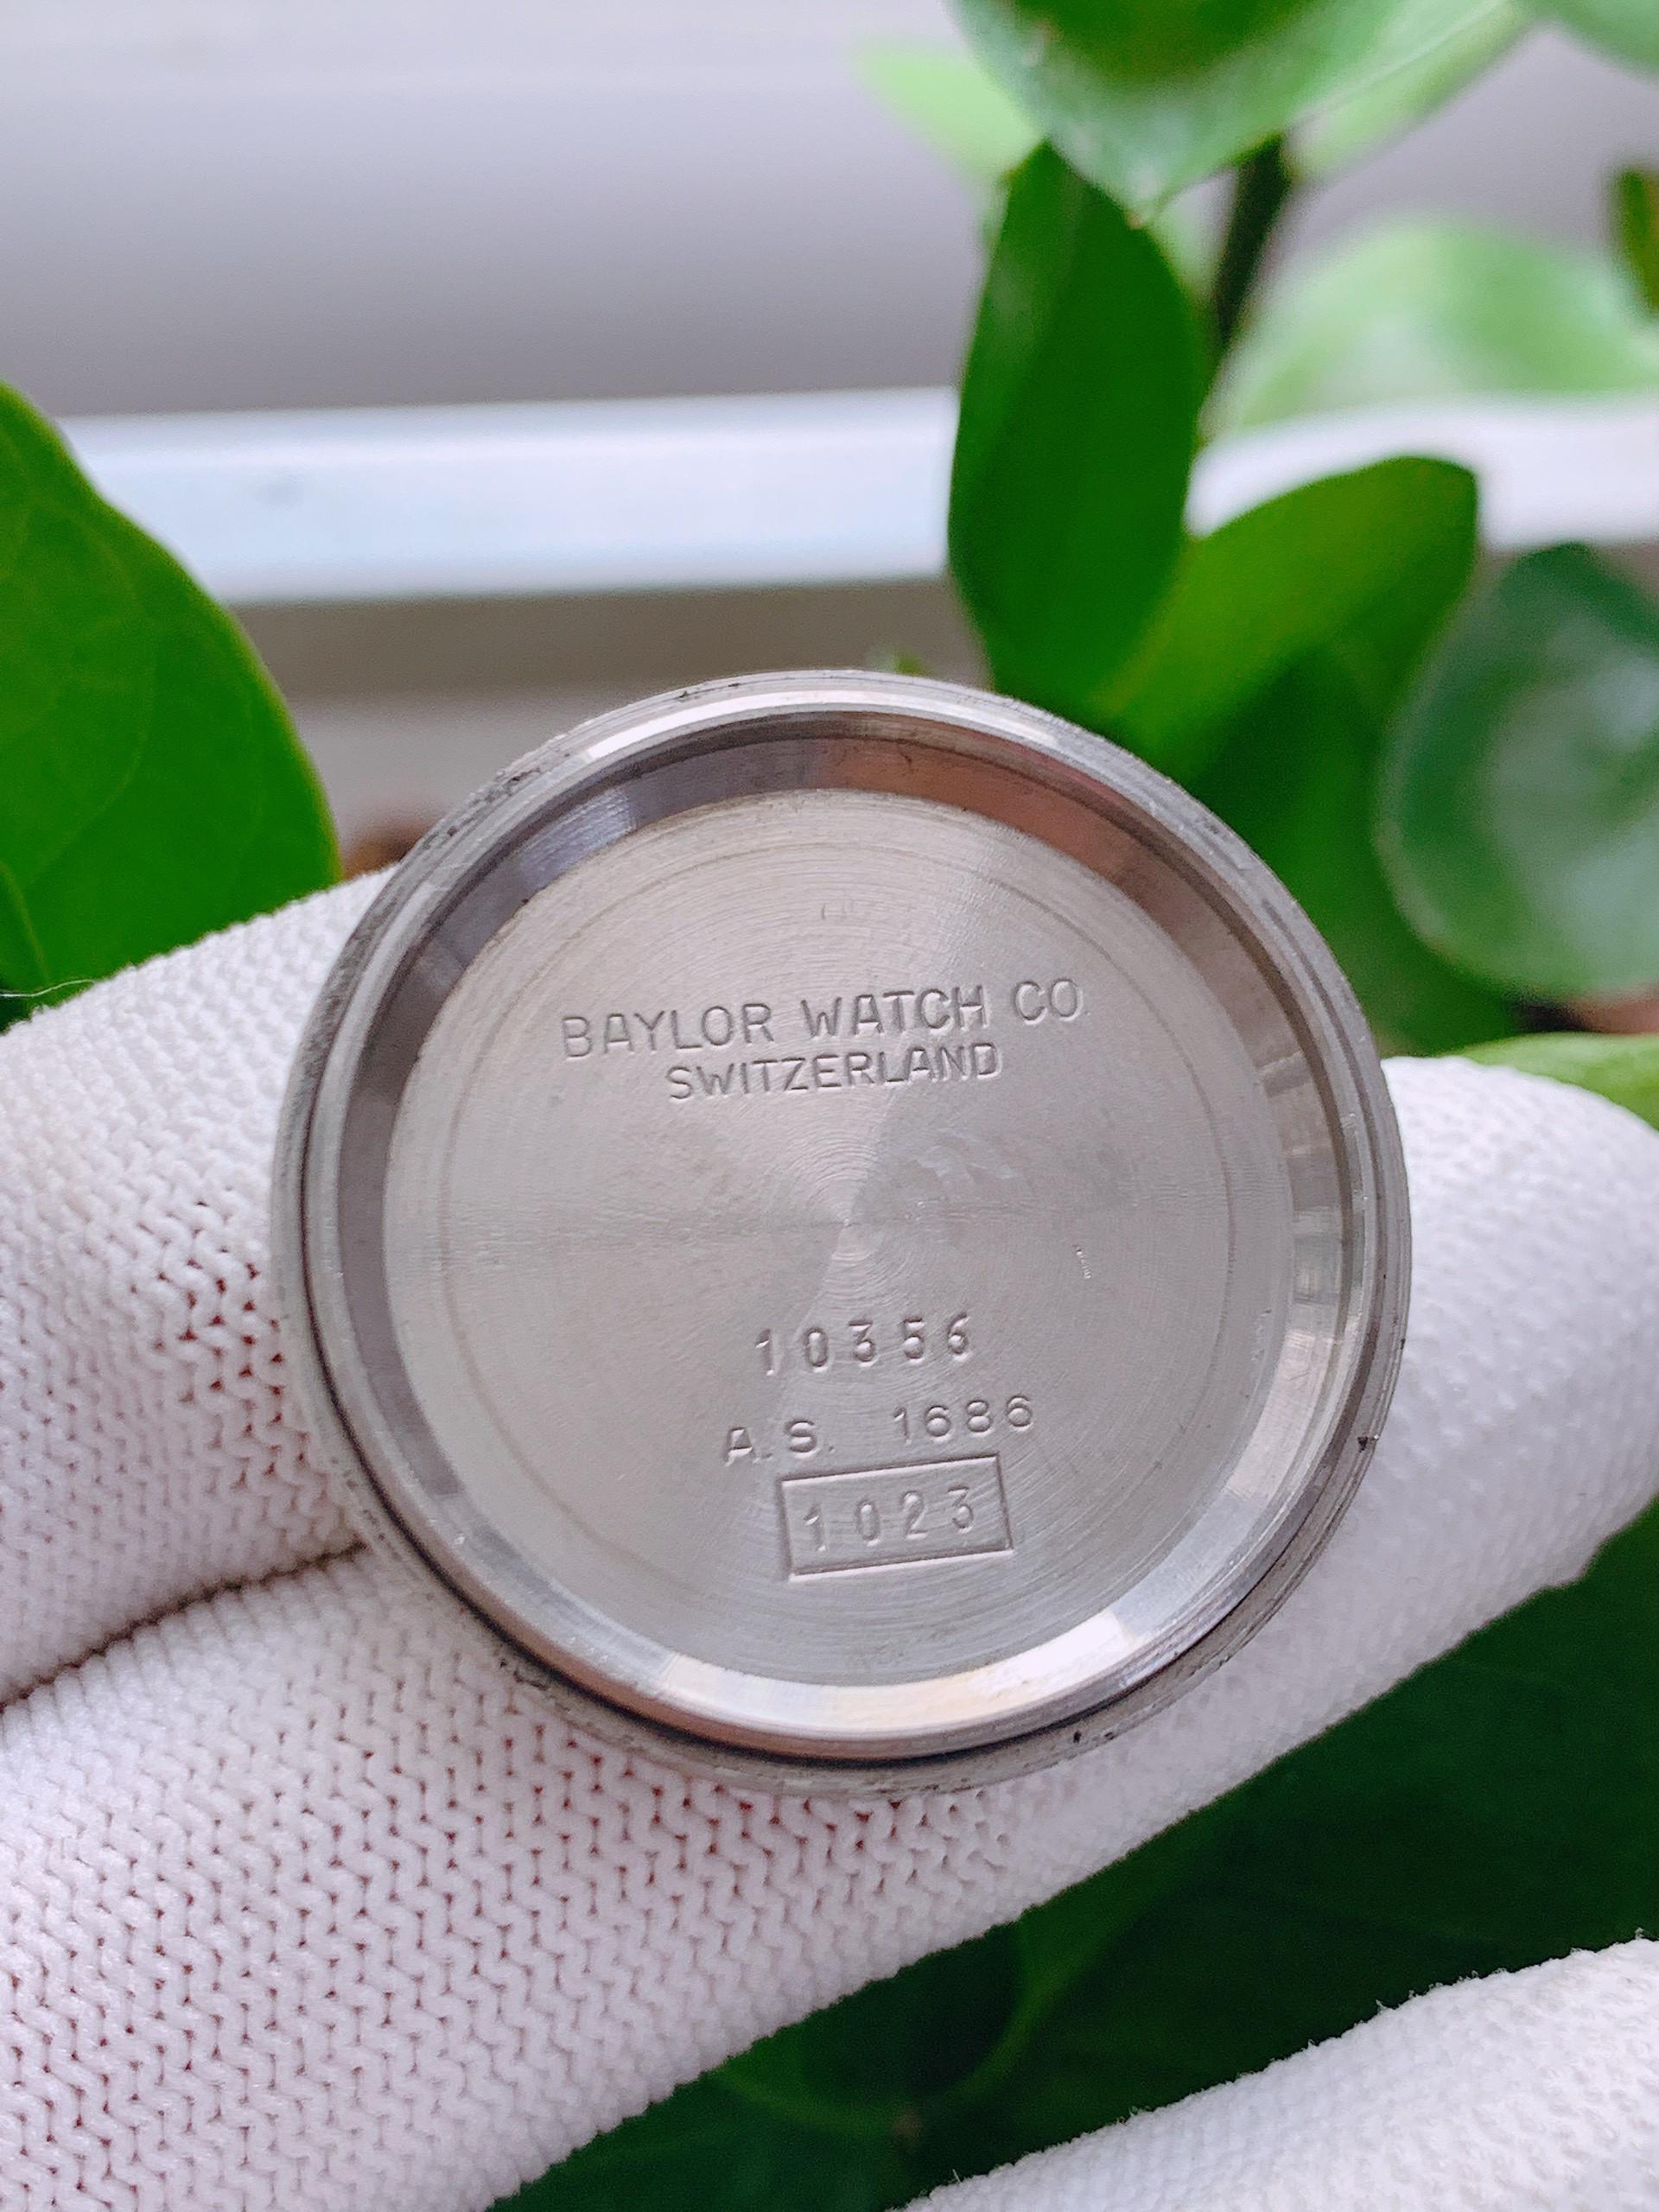 BAYLOR WATCH CO.
SWITZERLAND
10356
A.S. 1686
1023